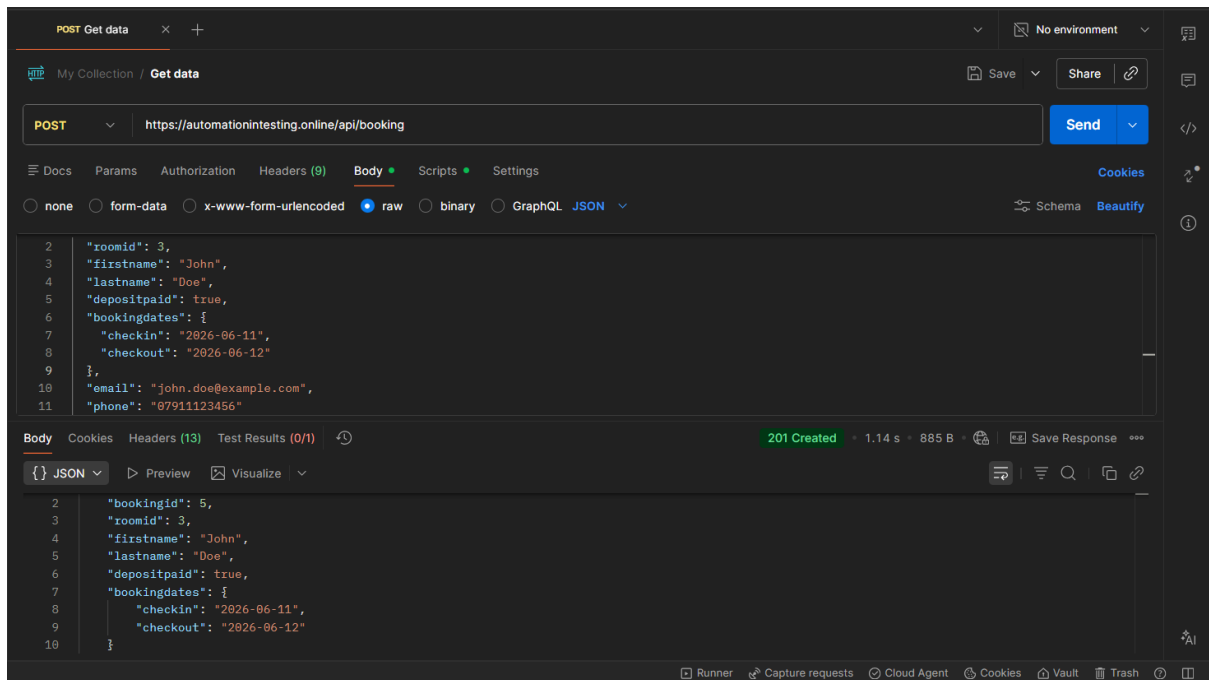 POST Get data × +
No environment
HTTP My Collection / Get data
Save
Share
POST
https://automationintesting.online/api/booking
Send
Docs Params Authorization Headers (9) Body Scripts Settings
Cookies
none form-data x-www-form-urlencoded raw binary GraphQL JSON
Schema Beautify
2 "roomid": 3,
3 "firstname": "John",
4 "lastname": "Doe",
5 "depositpaid": true,
6 "bookingdates": {
7 "checkin": "2026-06-11",
8 "checkout": "2026-06-12"
9 },
10 "email": "john.doe@example.com",
11 "phone": "07911123456"
Body Cookies Headers (13) Test Results (0/1)
201 Created • 1.14 s • 885 B
e.g. Save Response
{} JSON Preview Visualize
2 "bookingid": 5,
3 "roomid": 3,
4 "firstname": "John",
5 "lastname": "Doe",
6 "depositpaid": true,
7 "bookingdates": {
8 "checkin": "2026-06-11",
9 "checkout": "2026-06-12"
10 }
AI
Runner Capture requests Cloud Agent Cookies Vault Trash